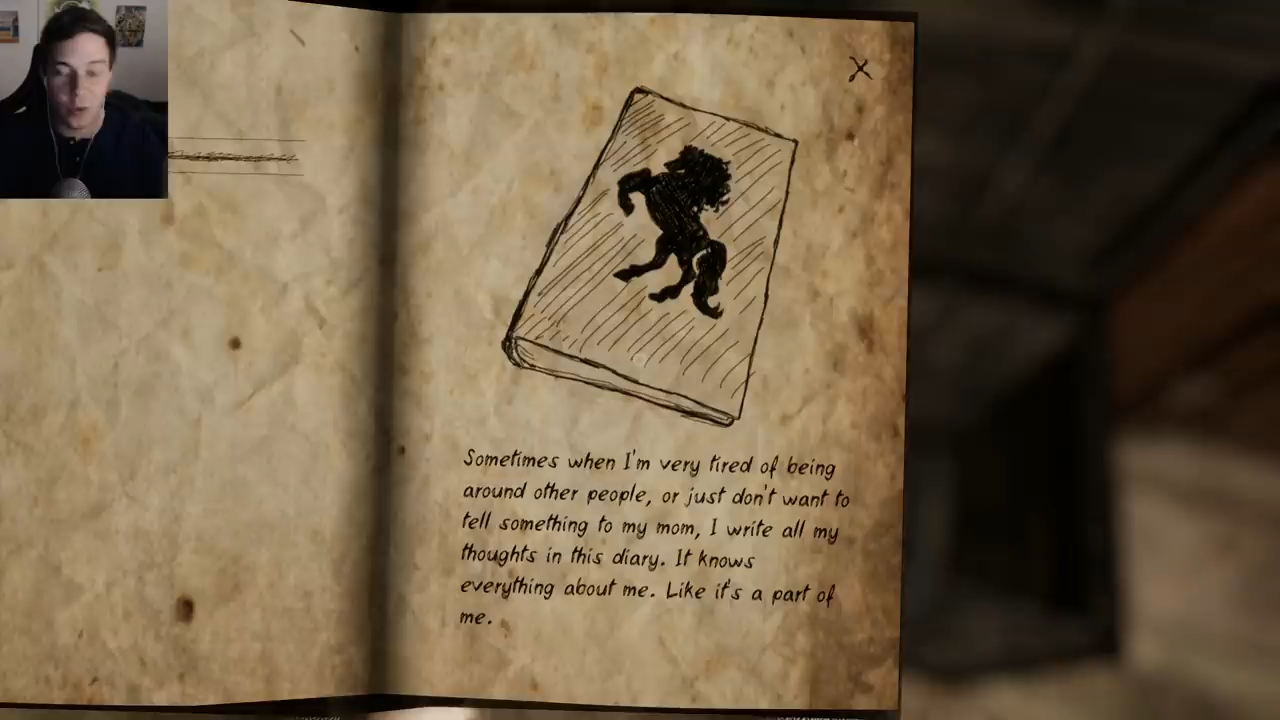 Sometimes when I'm very tired of being
around other people, or just don't want to
tell something to my mom, I write all my
thoughts in this diary. It knows
everything about me. Like it's a part of
me.